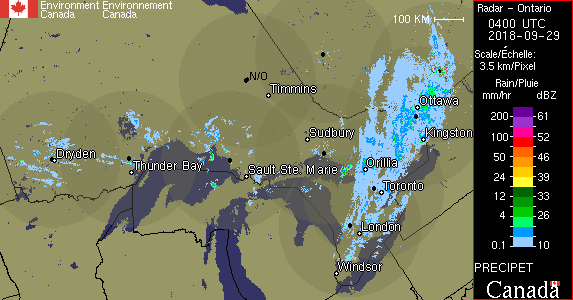 Environment Environnement
Canada Canada
Radar - Ontario
0400 UTC
2018-09-29
100 KM
Scale/Échelle:
3.5 km/Pixel
Rain/Pluie
mm/hr dBZ
N/O
Timmins
Ottawa
Sudbury
Kingston
Dryden
Thunder Bay
Sault Ste. Marie
Orillia
Toronto
London
Windsor
200 61
100 52
50 46
24 39
12 34
4 26
0.1 10
PRECIPET
Canada